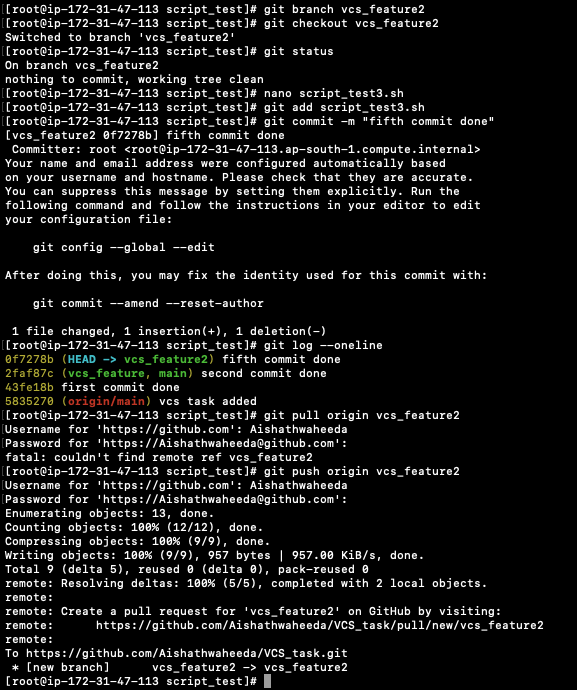 [root@ip-172-31-47-113 script_test]# git branch vcs_feature2
[root@ip-172-31-47-113 script_test]# git checkout vcs_feature2
Switched to branch 'vcs_feature2'
[root@ip-172-31-47-113 script_test]# git status
On branch vcs_feature2
nothing to commit, working tree clean
[root@ip-172-31-47-113 script_test]# nano script_test3.sh
[root@ip-172-31-47-113 script_test]# git add script_test3.sh
[root@ip-172-31-47-113 script_test]# git commit -m "fifth commit done"
[vcs_feature2 0f7278b] fifth commit done
 Committer: root <root@ip-172-31-47-113.ap-south-1.compute.internal>
Your name and email address were configured automatically based
on your username and hostname. Please check that they are accurate.
You can suppress this message by setting them explicitly. Run the
following command and follow the instructions in your editor to edit
your configuration file:

    git config --global --edit

After doing this, you may fix the identity used for this commit with:

    git commit --amend --reset-author

 1 file changed, 1 insertion(+), 1 deletion(-)
[root@ip-172-31-47-113 script_test]# git log --oneline
0f7278b (HEAD -> vcs_feature2) fifth commit done
2faf87c (vcs_feature, main) second commit done
43fe18b first commit done
5835270 (origin/main) vcs task added
[root@ip-172-31-47-113 script_test]# git pull origin vcs_feature2
Username for 'https://github.com': Aishathwaheeda
Password for 'https://Aishathwaheeda@github.com':
fatal: couldn't find remote ref vcs_feature2
[root@ip-172-31-47-113 script_test]# git push origin vcs_feature2
Username for 'https://github.com': Aishathwaheeda
Password for 'https://Aishathwaheeda@github.com':
Enumerating objects: 13, done.
Counting objects: 100% (12/12), done.
Compressing objects: 100% (9/9), done.
Writing objects: 100% (9/9), 957 bytes | 957.00 KiB/s, done.
Total 9 (delta 5), reused 0 (delta 0), pack-reused 0
remote: Resolving deltas: 100% (5/5), completed with 2 local objects.
remote:
remote: Create a pull request for 'vcs_feature2' on GitHub by visiting:
remote:      https://github.com/Aishathwaheeda/VCS_task/pull/new/vcs_feature2
remote:
To https://github.com/Aishathwaheeda/VCS_task.git
 * [new branch]      vcs_feature2 -> vcs_feature2
[root@ip-172-31-47-113 script_test]#